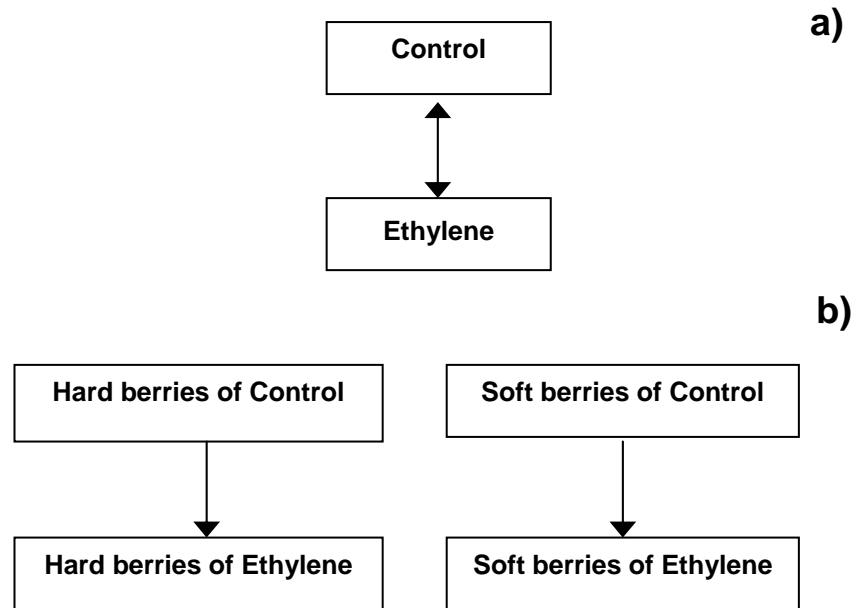 a)
Control
Ethylene
b)
Hard berries of Control
Soft berries of Control
Hard berries of Ethylene
Soft berries of Ethylene